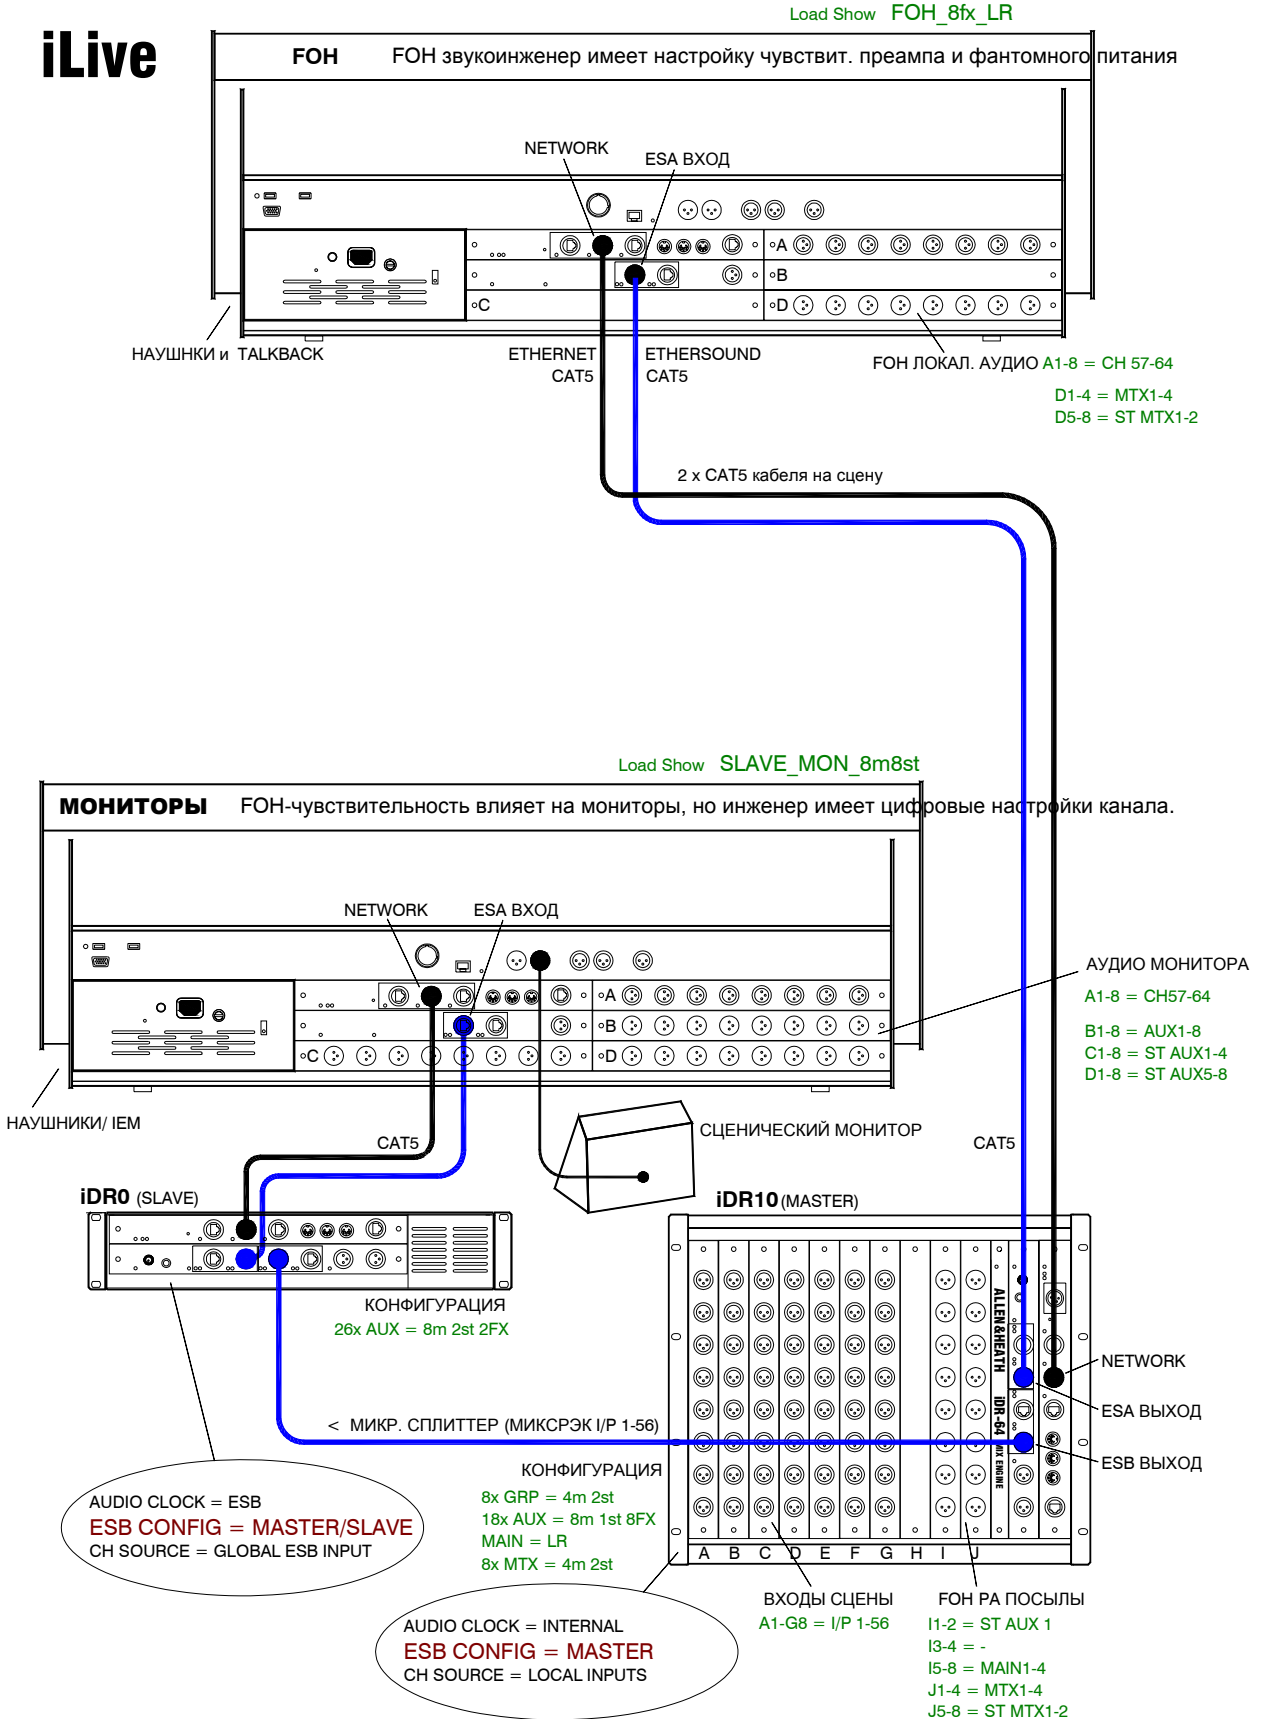 Load Show FOH_8fx_LR
iLive
FOH FOH звукоинженер имеет настройку чувствит. преампа и фантомного питания
NETWORK
ESA ВХОД
A
B
C
D
НАУШНКИ и TALKBACK
ETHERNET
CAT5
ETHERSOUND
CAT5
FOH ЛОКАЛ. АУДИО A1-8 = CH 57-64
D1-4 = MTX1-4
D5-8 = ST MTX1-2
2 x CAT5 кабеля на сцену
Load Show SLAVE_MON_8m8st
МОНИТОРЫ FOH-чувствительность влияет на мониторы, но инженер имеет цифровые настройки канала.
NETWORK
ESA ВХОД
A
B
C
D
АУДИО МОНИТОРА
A1-8 = CH57-64
B1-8 = AUX1-8
C1-8 = ST AUX1-4
D1-8 = ST AUX5-8
НАУШНИКИ/ IEM
CAT5
СЦЕНИЧЕСКИЙ МОНИТОР
CAT5
iDR0 (SLAVE)
iDR10 (MASTER)
КОНФИГУРАЦИЯ
26x AUX = 8m 2st 2FX
ALLEN&HEATH
iDR-64 MIX ENGINE
NETWORK
ESA ВЫХОД
ESB ВЫХОД
< МИКР. СПЛИТТЕР (МИКСРЭК I/P 1-56)
КОНФИГУРАЦИЯ
8x GRP = 4m 2st
18x AUX = 8m 1st 8FX
MAIN = LR
8x MTX = 4m 2st
AUDIO CLOCK = ESB
ESB CONFIG = MASTER/SLAVE
CH SOURCE = GLOBAL ESB INPUT
A B C D E F G H I J
ВХОДЫ СЦЕНЫ
A1-G8 = I/P 1-56
FOH PA ПОСЫЛЫ
I1-2 = ST AUX 1
I3-4 = -
I5-8 = MAIN1-4
J1-4 = MTX1-4
J5-8 = ST MTX1-2
AUDIO CLOCK = INTERNAL
ESB CONFIG = MASTER
CH SOURCE = LOCAL INPUTS